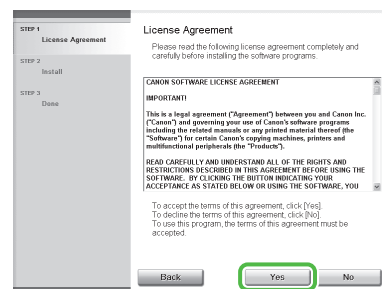 STEP 1
License Agreement
STEP 2
Install
STEP 3
Done
License Agreement
Please read the following license agreement completely and
carefully before installing the software programs.
CANON SOFTWARE LICENSE AGREEMENT
IMPORTANT!
This is a legal agreement ("Agreement") between you and Canon Inc.
("Canon") and governing your use of Canon's software programs
including the related manuals or any printed material thereof (the
"Software") for certain Canon's copying machines, printers and
multifunctional peripherals (the "Products").
READ CAREFULLY AND UNDERSTAND ALL OF THE RIGHTS AND
RESTRICTIONS DESCRIBED IN THIS AGREEMENT BEFORE USING THE
SOFTWARE. BY CLICKING THE BUTTON INDICATING YOUR
ACCEPTANCE AS STATED BELOW OR USING THE SOFTWARE, YOU
To accept the terms of this agreement, click [Yes].
To decline the terms of this agreement, click [No].
To use this program, the terms of this agreement must be
accepted.
Back
Yes
No